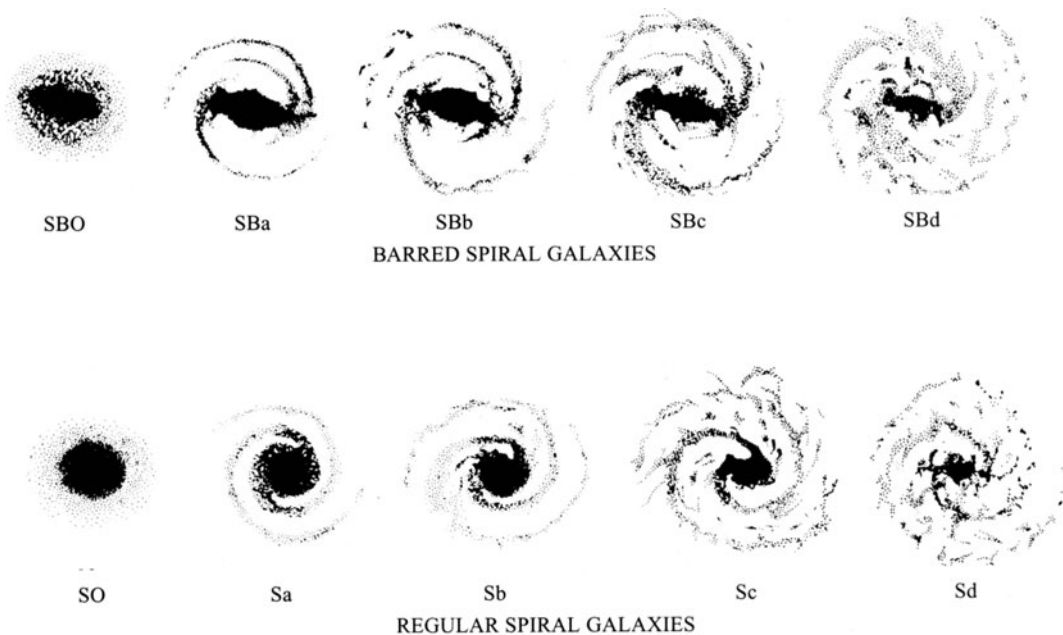 SBO SBa SBb SBc SBd
BARRED SPIRAL GALAXIES
SO Sa Sb Sc Sd
REGULAR SPIRAL GALAXIES